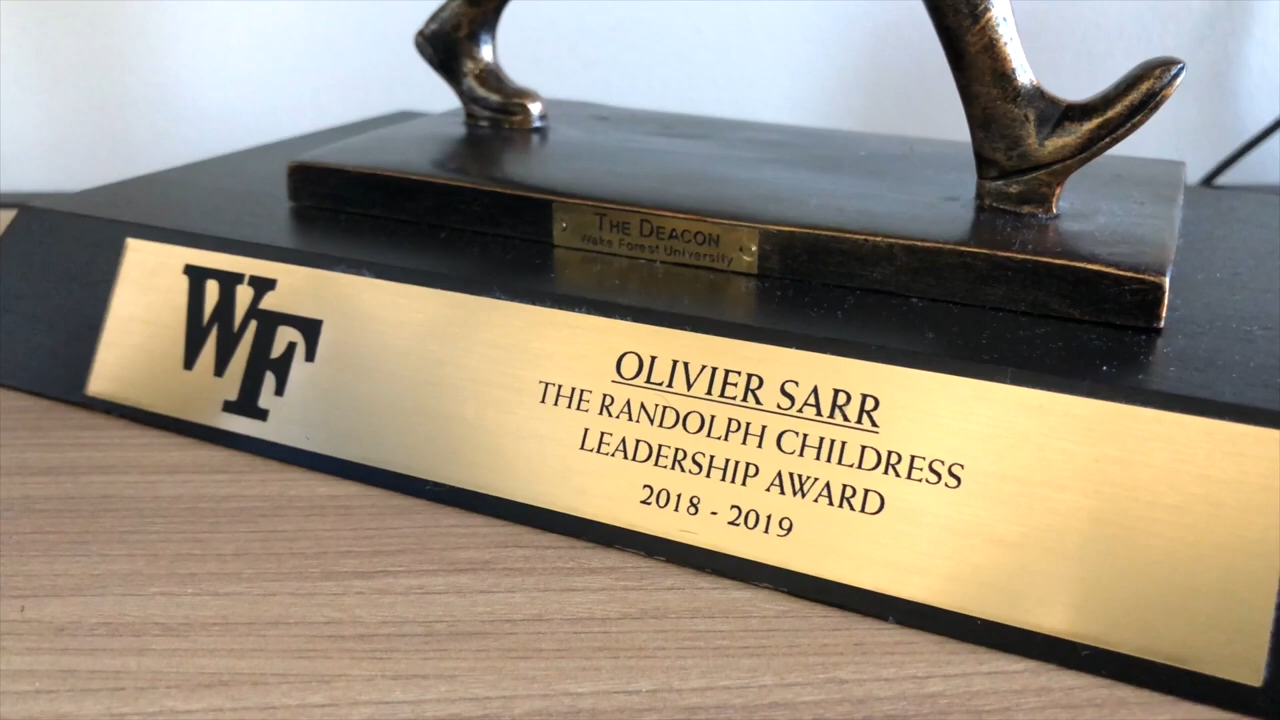 THE DEACON
Wake Forest University
WF
OLIVIER SARR
THE RANDOLPH CHILDRESS
LEADERSHIP AWARD
2018 - 2019